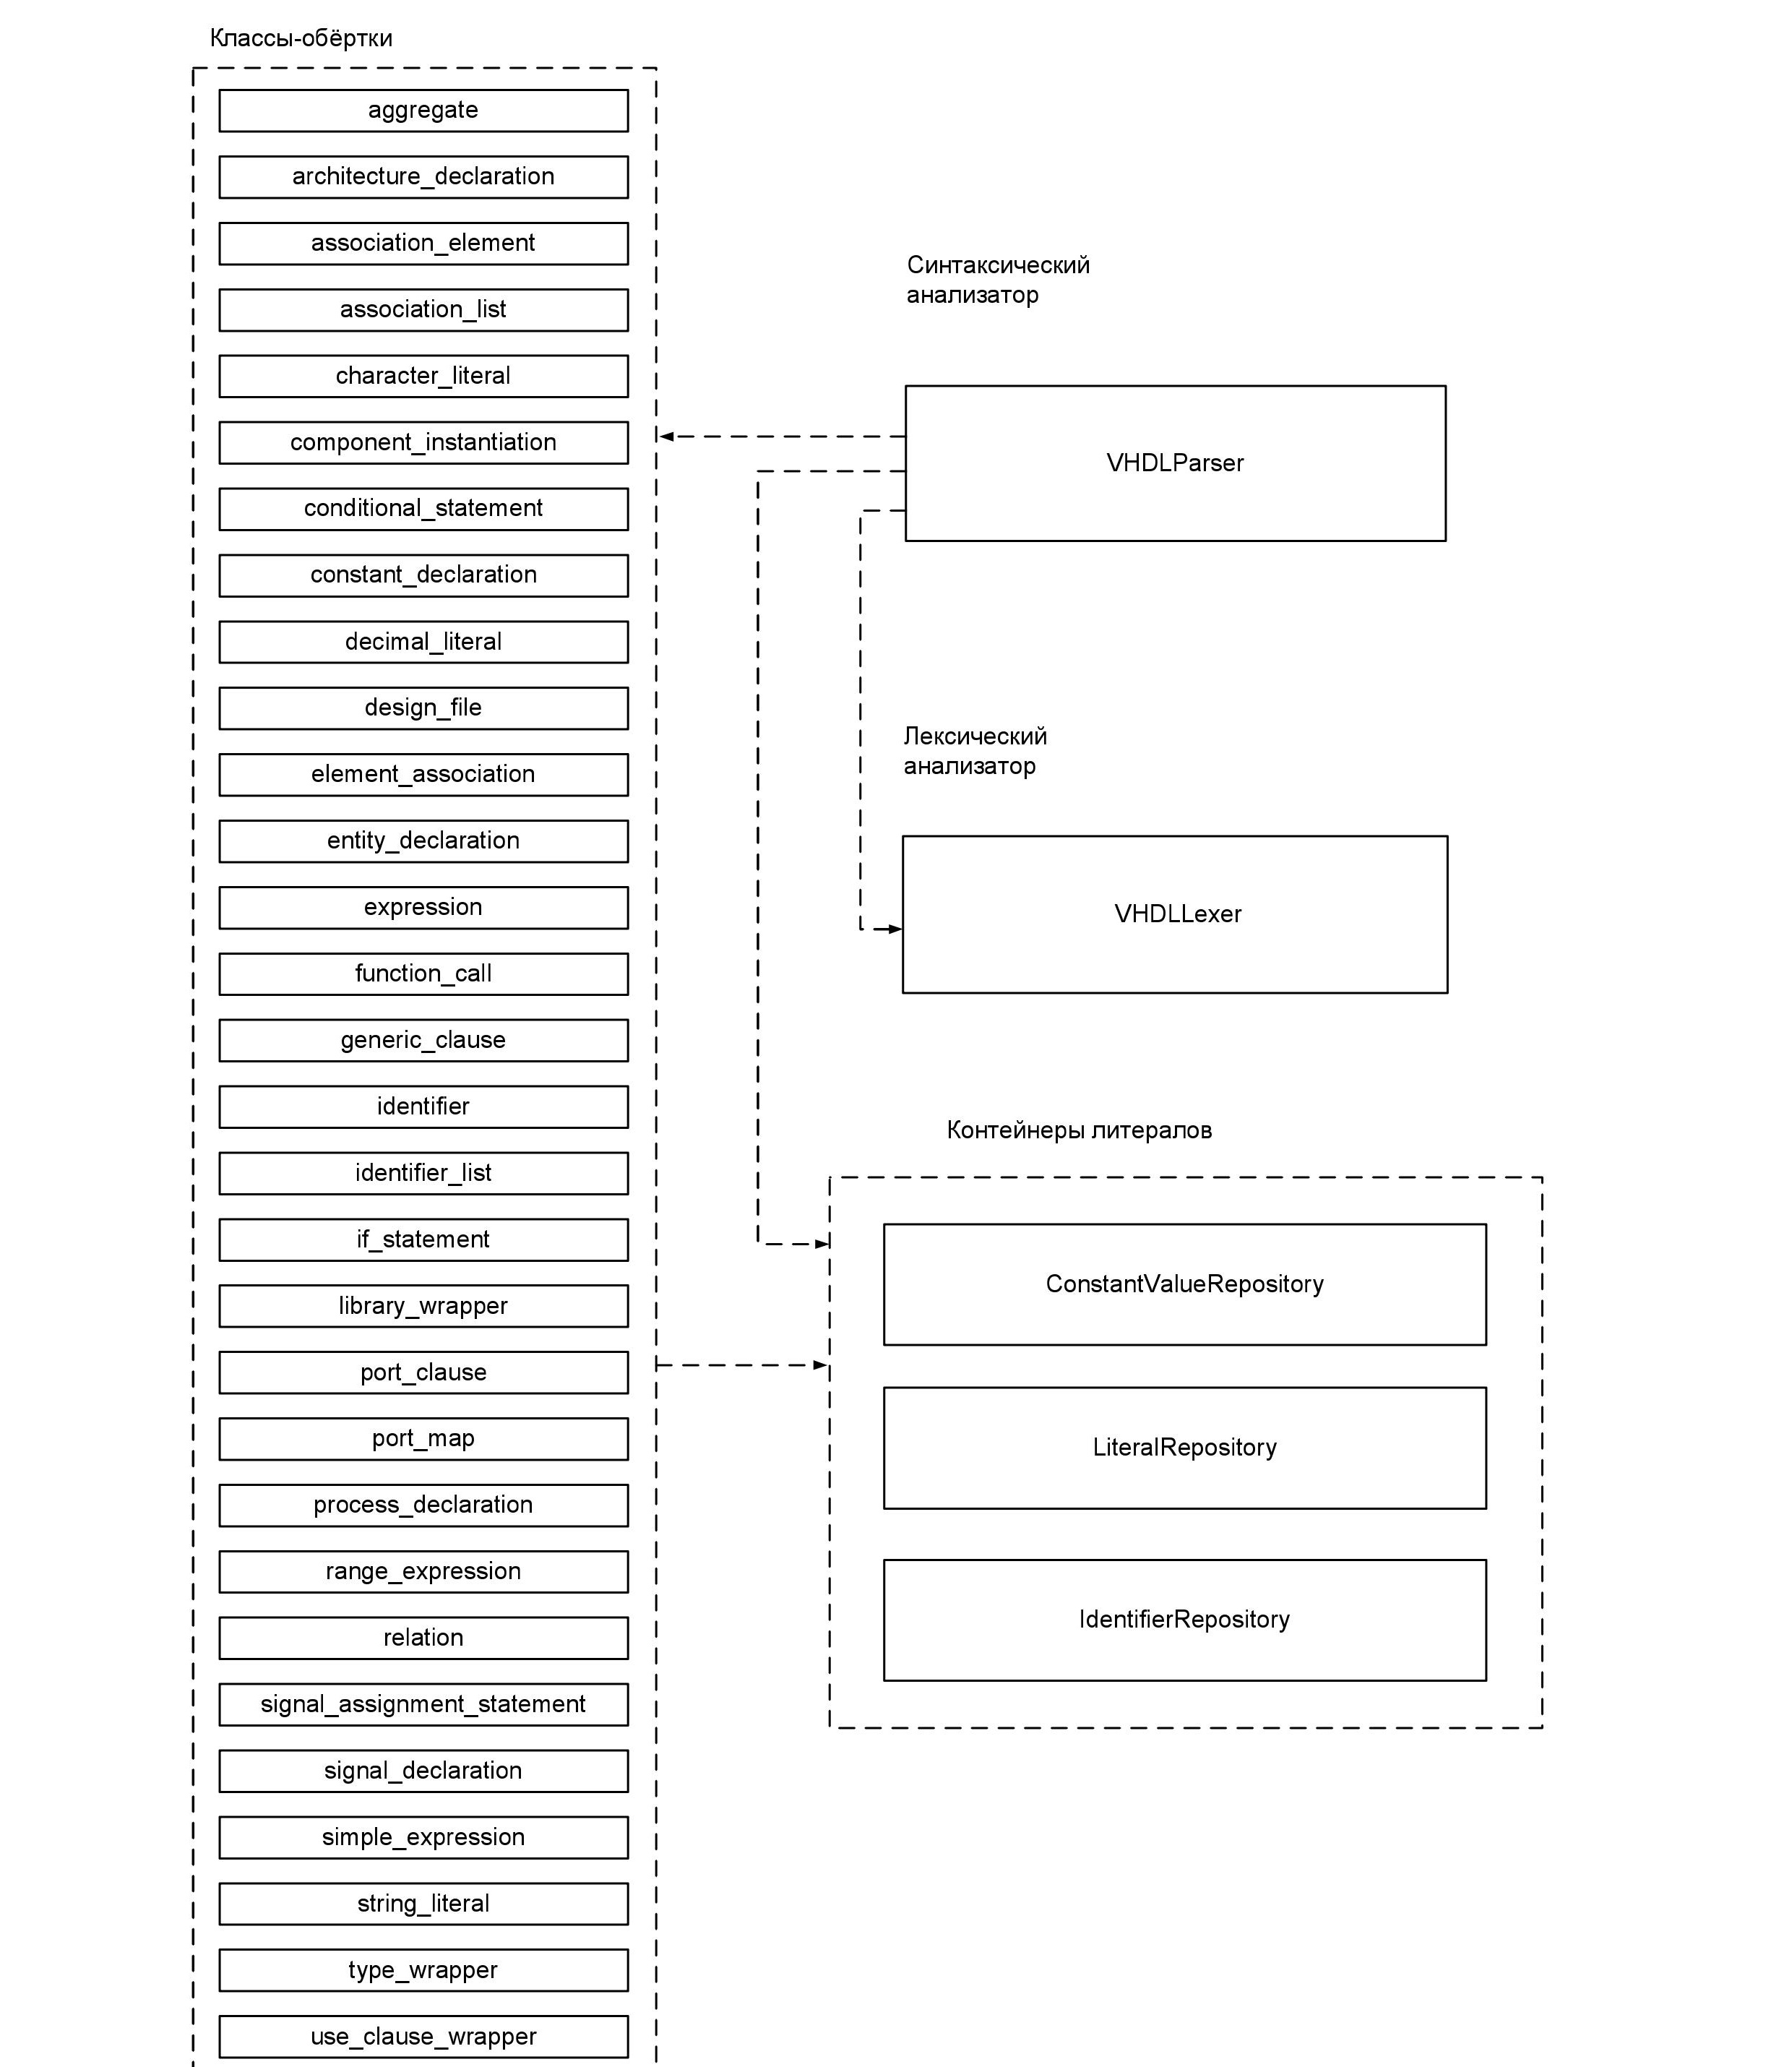 Классы-обёртки
aggregate
architecture_declaration
association_element
association_list
character_literal
component_instantiation
conditional_statement
constant_declaration
decimal_literal
design_file
element_association
entity_declaration
expression
function_call
generic_clause
identifier
identifier_list
if_statement
library_wrapper
port_clause
port_map
process_declaration
range_expression
relation
signal_assignment_statement
signal_declaration
simple_expression
string_literal
type_wrapper
use_clause_wrapper
Синтаксический
анализатор
VHDLParser
Лексический
анализатор
VHDLLexer
Контейнеры литералов
ConstantValueRepository
LiteralRepository
IdentifierRepository